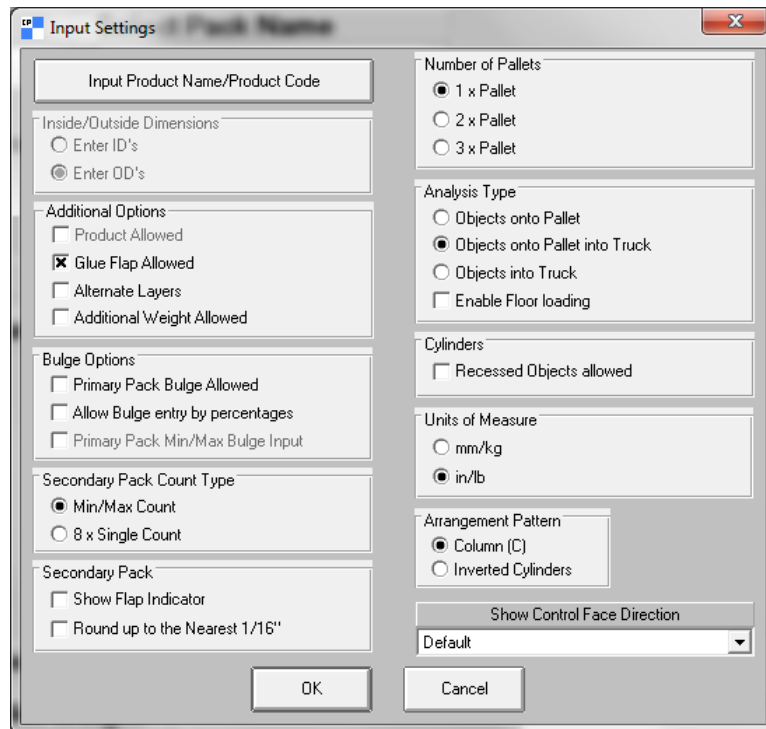 CP Input Settings
Input Product Name/Product Code
Inside/Outside Dimensions
Enter ID's
Enter OD's
Additional Options
Product Allowed
Glue Flap Allowed
Alternate Layers
Additional Weight Allowed
Bulge Options
Primary Pack Bulge Allowed
Allow Bulge entry by percentages
Primary Pack Min/Max Bulge Input
Secondary Pack Count Type
Min/Max Count
8 x Single Count
Secondary Pack
Show Flap Indicator
Round up to the Nearest 1/16"
Number of Pallets
1 x Pallet
2 x Pallet
3 x Pallet
Analysis Type
Objects onto Pallet
Objects onto Pallet into Truck
Objects into Truck
Enable Floor loading
Cylinders
Recessed Objects allowed
Units of Measure
mm/kg
in/lb
Arrangement Pattern
Column (C)
Inverted Cylinders
Show Control Face Direction
Default
OK
Cancel